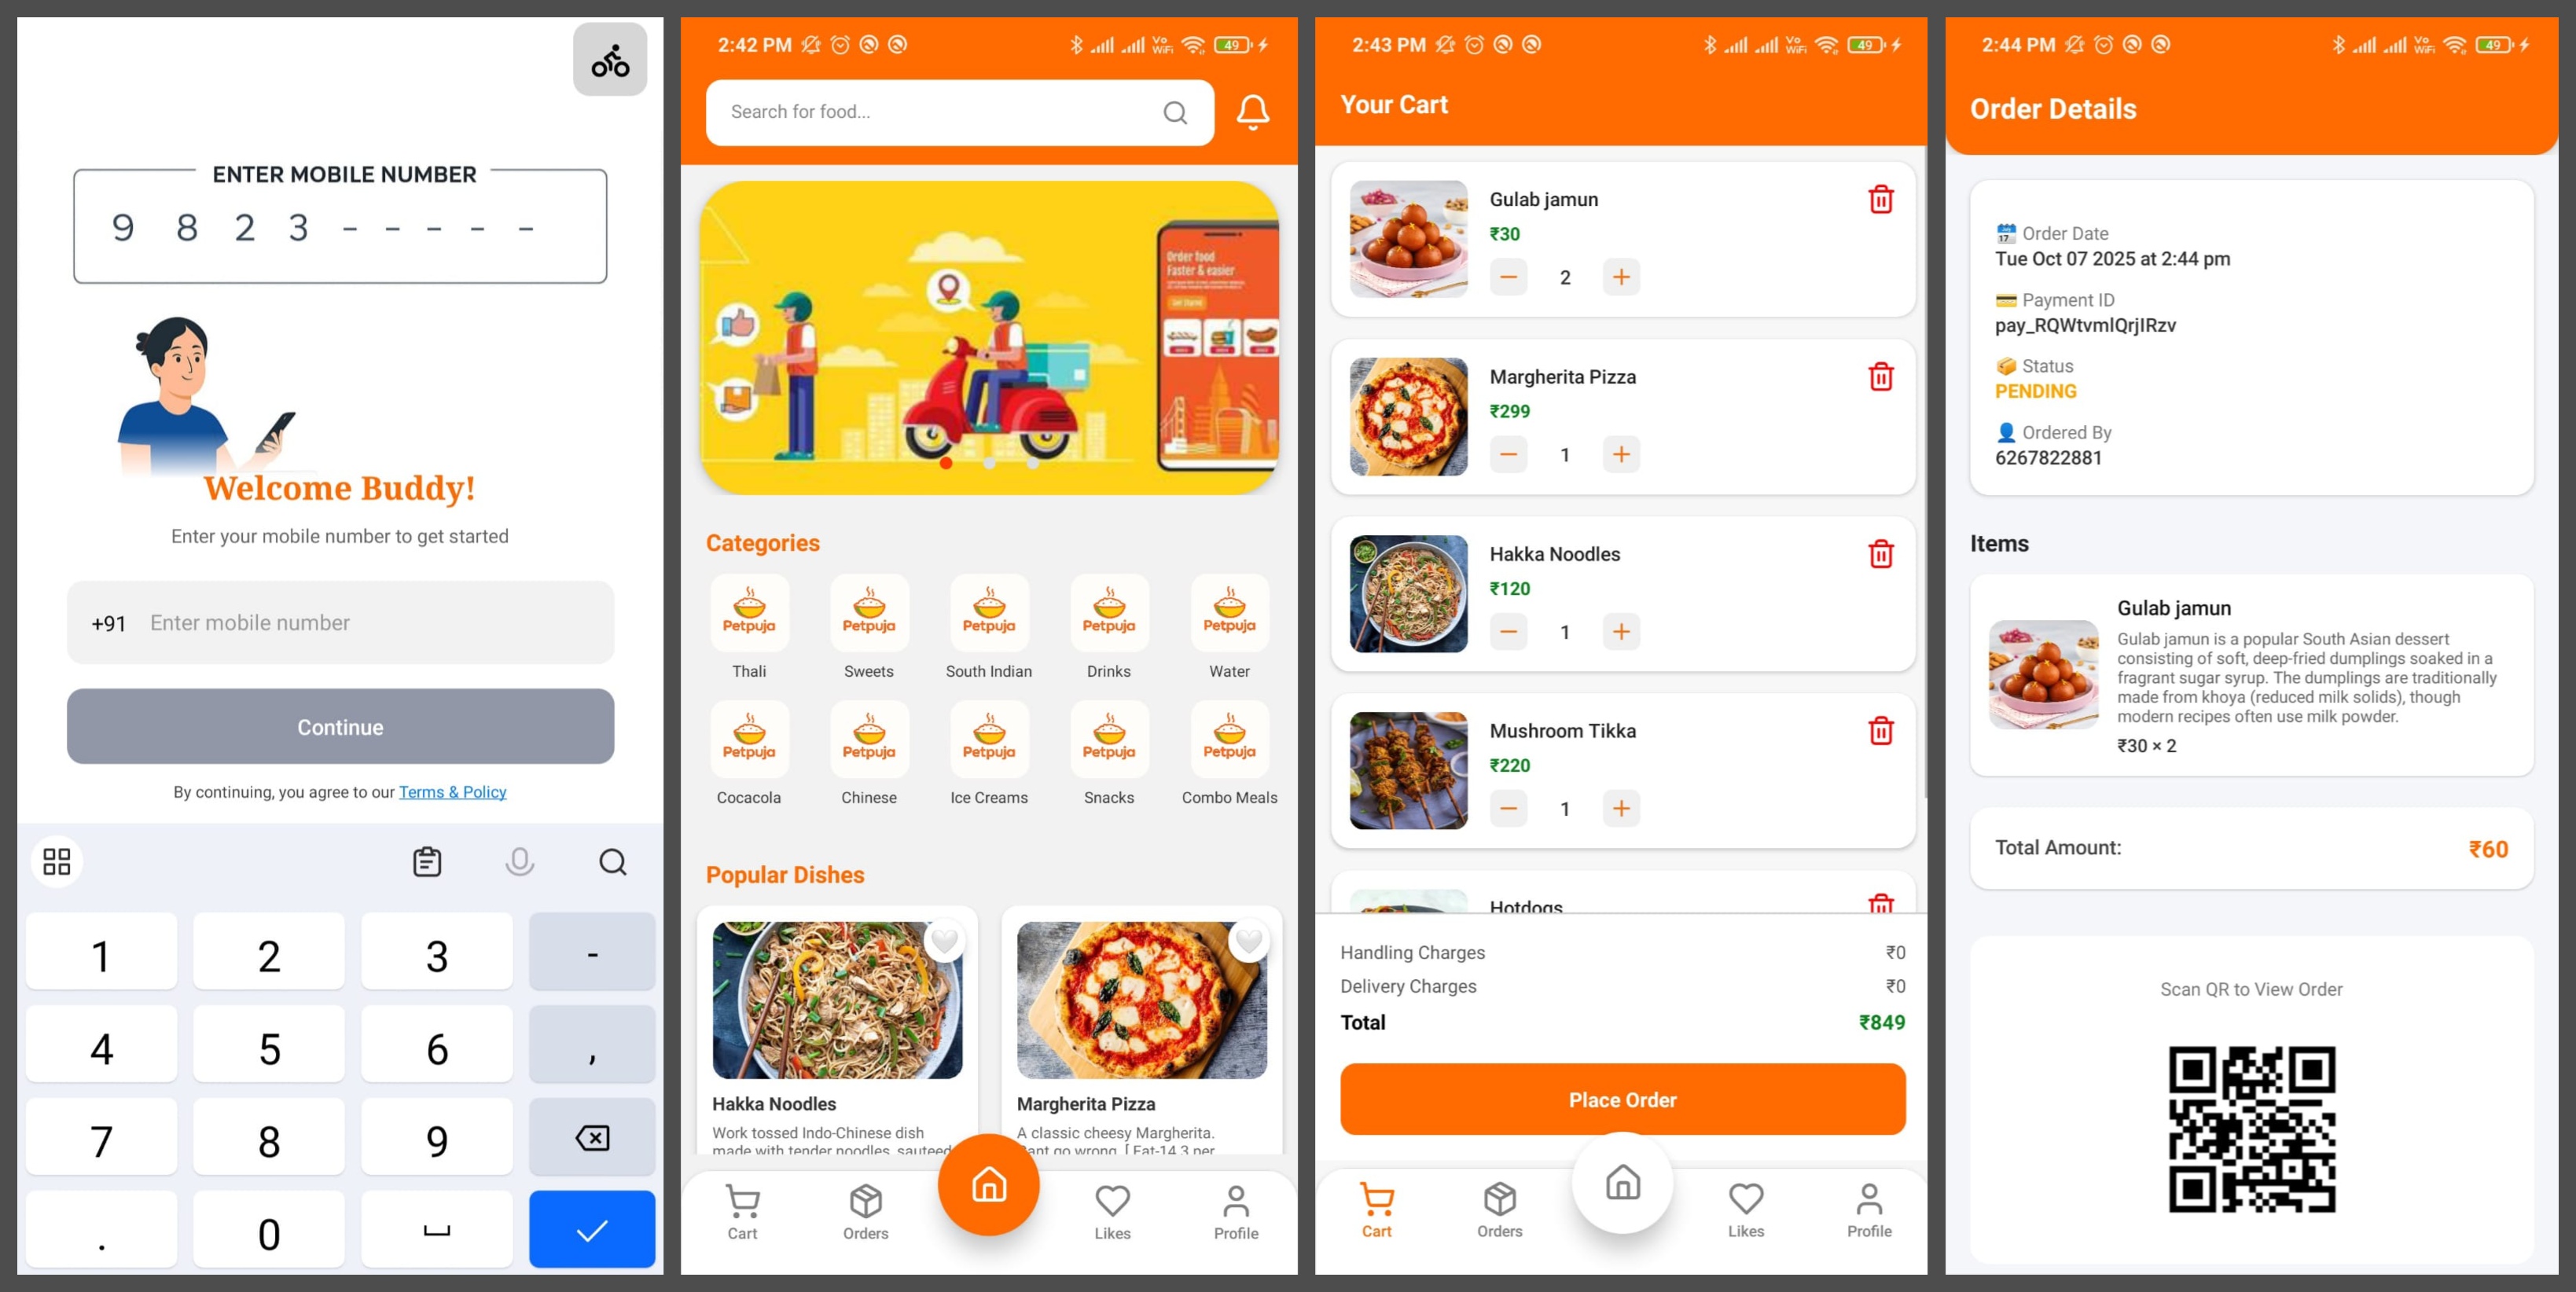 ENTER MOBILE NUMBER
9 8 2 3 - - - - -
Welcome Buddy!
Enter your mobile number to get started
+91 Enter mobile number
Continue
By continuing, you agree to our Terms & Policy
1 2 3 -
4 5 6 ,
7 8 9
. 0
2:42 PM
Vo WiFi
49
Search for food...
Order food
Faster & easier
Categories
Petpuja Petpuja Petpuja Petpuja Petpuja
Thali Sweets South Indian Drinks Water
Petpuja Petpuja Petpuja Petpuja Petpuja
Cocacola Chinese Ice Creams Snacks Combo Meals
Popular Dishes
Hakka Noodles
Work tossed Indo-Chinese dish
made with tender noodles, sauteed
Margherita Pizza
A classic cheesy Margherita.
Cant go wrong. [ Fat-14.3 per
Cart Orders Likes Profile
2:43 PM
Vo WiFi
49
Your Cart
Gulab jamun
₹30
2
Margherita Pizza
₹299
1
Hakka Noodles
₹120
1
Mushroom Tikka
₹220
1
Hotdogs
Handling Charges ₹0
Delivery Charges ₹0
Total ₹849
Place Order
Cart Orders Likes Profile
2:44 PM
Vo WiFi
49
Order Details
17
Order Date
Tue Oct 07 2025 at 2:44 pm
Payment ID
pay_RQWtvmlQrjIRzv
Status
PENDING
Ordered By
6267822881
Items
Gulab jamun
Gulab jamun is a popular South Asian dessert
consisting of soft, deep-fried dumplings soaked in a
fragrant sugar syrup. The dumplings are traditionally
made from khoya (reduced milk solids), though
modern recipes often use milk powder.
₹30 × 2
Total Amount: ₹60
Scan QR to View Order